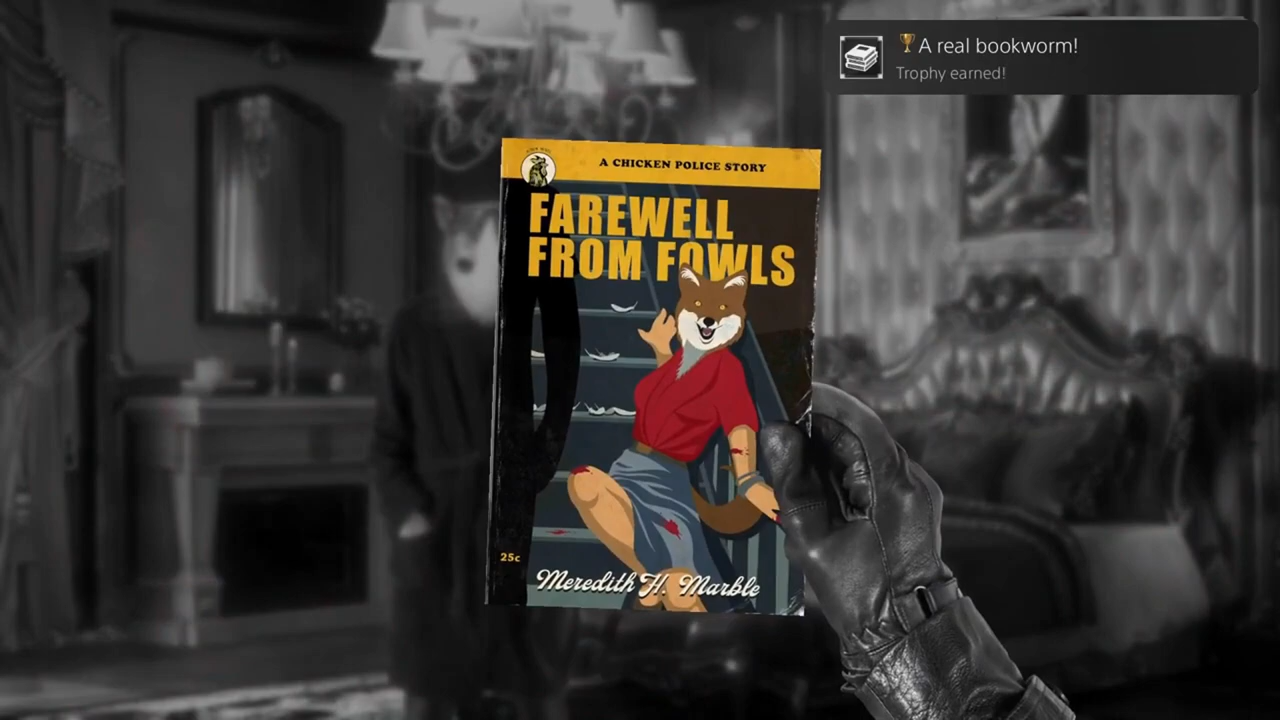 A real bookworm!
Trophy earned!
A CHICKEN POLICE STORY
FAREWELL
FROM FOWLS
25c
Meredith H. Marble